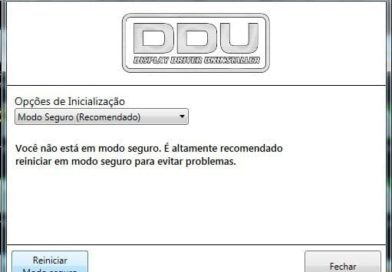 DDU
DISPLAY DRIVER UNINSTALLER
Opções de Inicialização
Modo Seguro (Recomendado)
Você não está em modo seguro. É altamente recomendado
reiniciar em modo seguro para evitar problemas.
Reiniciar
Modo seguro
Fechar